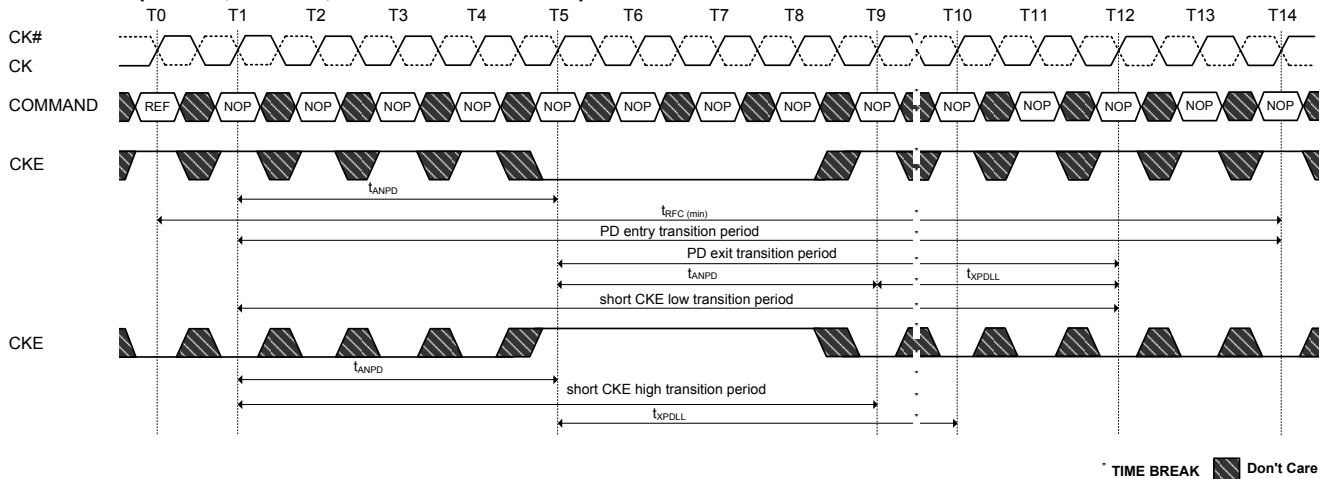 T0 T1 T2 T3 T4 T5 T6 T7 T8 T9 T10 T11 T12 T13 T14
CK#
CK
COMMAND REF NOP NOP NOP NOP NOP NOP NOP NOP NOP NOP NOP NOP NOP NOP
CKE
tANPD
tRFC (min)
PD entry transition period
PD exit transition period
tANPD tXPDLL
short CKE low transition period
CKE
tANPD
short CKE high transition period
tXPDLL
TIME BREAK Don't Care